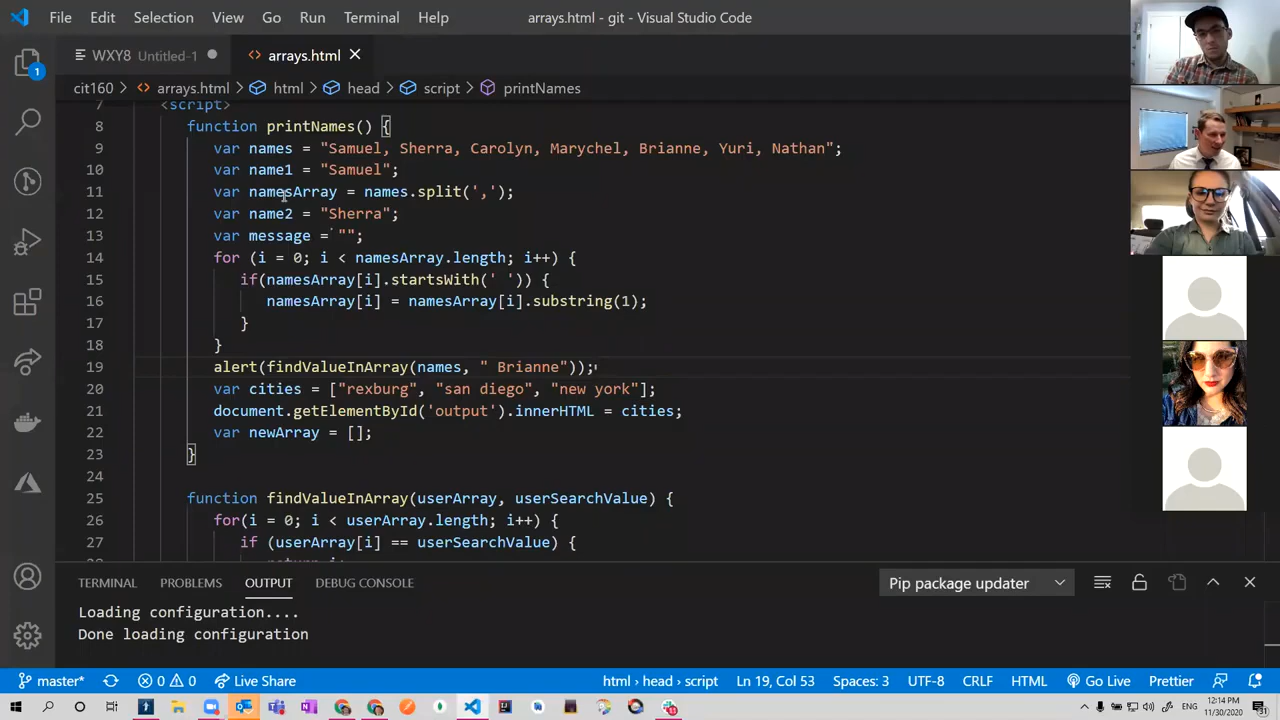 File Edit Selection View Go Run Terminal Help arrays.html - git - Visual Studio Code
WXY8 Untitled-1 arrays.html
cit160 > arrays.html > html > head > script > printNames
7 <script>
8 function printNames() {
9 var names = "Samuel, Sherra, Carolyn, Marychel, Brianne, Yuri, Nathan";
10 var name1 = "Samuel";
11 var namesArray = names.split(',');
12 var name2 = "Sherra";
13 var message = "";
14 for (i = 0; i < namesArray.length; i++) {
15 if(namesArray[i].startsWith(' ')) {
16 namesArray[i] = namesArray[i].substring(1);
17 }
18 }
19 alert(findValueInArray(names, " Brianne"));
20 var cities = ["rexburg", "san diego", "new york"];
21 document.getElementById('output').innerHTML = cities;
22 var newArray = [];
23 }
24
25 function findValueInArray(userArray, userSearchValue) {
26 for(i = 0; i < userArray.length; i++) {
27 if (userArray[i] == userSearchValue) {
TERMINAL PROBLEMS OUTPUT DEBUG CONSOLE Pip package updater
Loading configuration....
Done loading configuration
master* 0 0 Live Share html > head > script Ln 19, Col 53 Spaces: 3 UTF-8 CRLF HTML Go Live Prettier
ENG 12:14 PM
11/30/2020